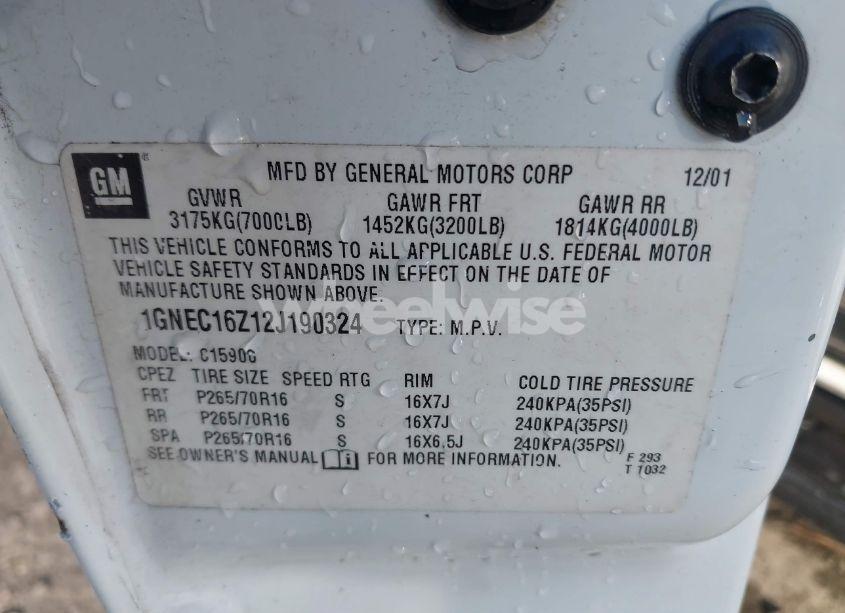 GM
MFD BY GENERAL MOTORS CORP 12/01
GVWR GAWR FRT GAWR RR
3175KG(7000LB) 1452KG(3200LB) 1814KG(4000LB)
THIS VEHICLE CONFORMS TO ALL APPLICABLE U.S. FEDERAL MOTOR
VEHICLE SAFETY STANDARDS IN EFFECT ON THE DATE OF
MANUFACTURE SHOWN ABOVE.
wheelwise
1GNEC16Z12J190324 TYPE: M.P.V.
MODEL: C15906
CPEZ TIRE SIZE SPEED RTG RIM COLD TIRE PRESSURE
FRT P265/70R16 S 16X7J 240KPA(35PSI)
RR P265/70R16 S 16X7J 240KPA(35PSI)
SPA P265/70R16 S 16X6.5J 240KPA(35PSI)
SEE OWNER'S MANUAL FOR MORE INFORMATION.
F 293
T 1032